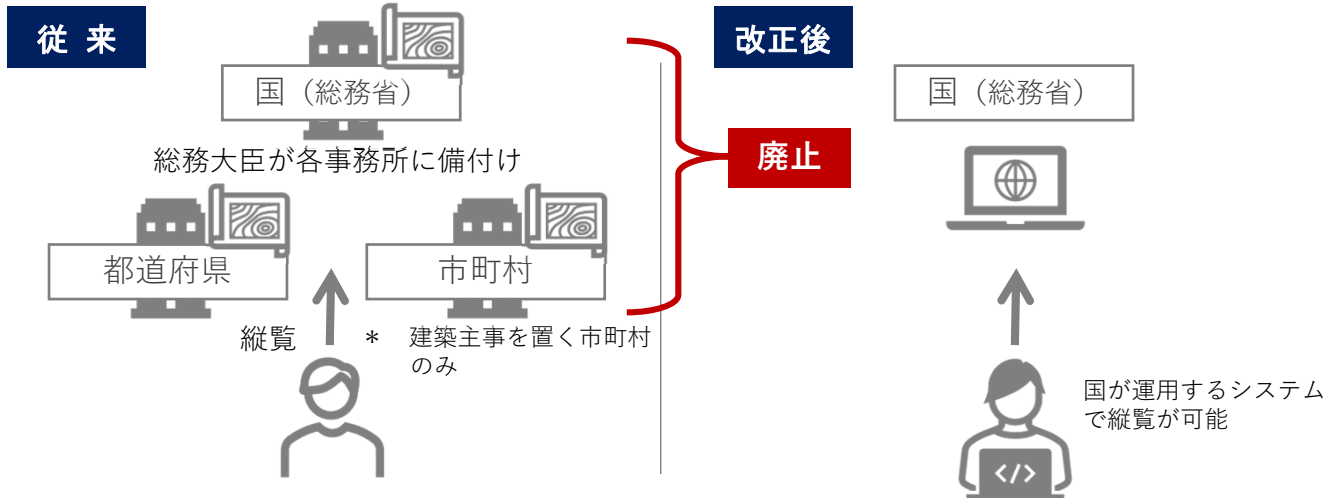 従 来
国（総務省）
総務大臣が各事務所に備付け
都道府県
市町村
縦覧
* 建築主事を置く市町村
のみ
廃止
改正後
国（総務省）
国が運用するシステム
で縦覧が可能
</>